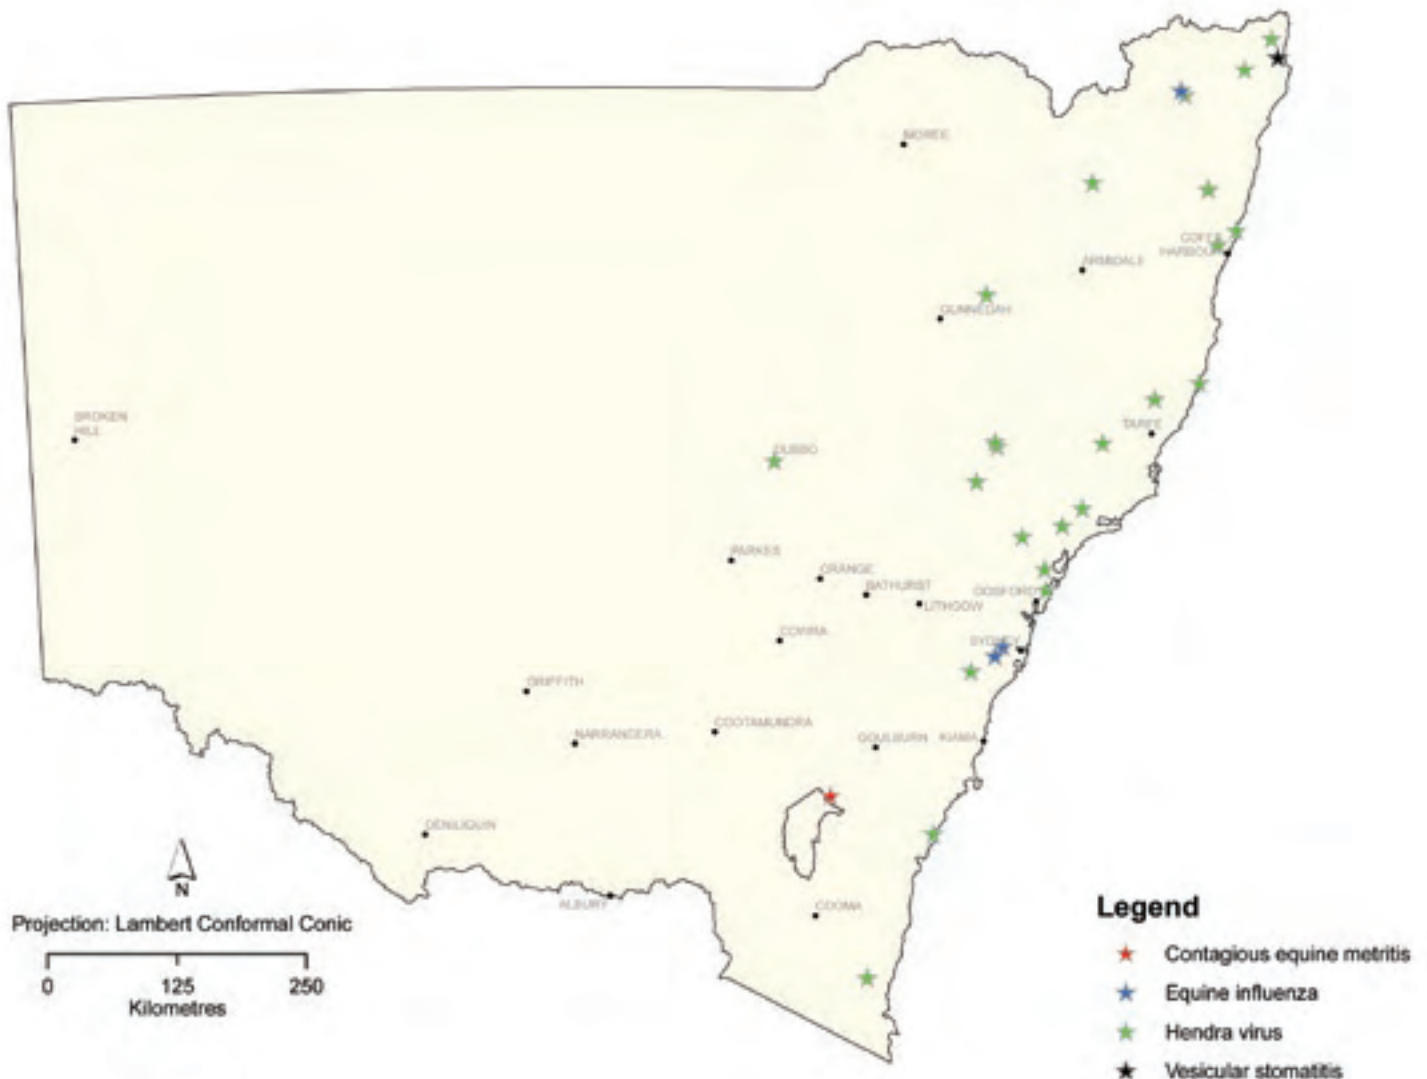 MOREE
COFFS
HARBOUR
ARMIDALE
GUNNEDAH
BROKEN
HILL
TAREE
DUBBO
PARKES
ORANGE
BATHURST
GOSFORD
LITHGOW
COWRA
SYDNEY
GRIFFITH
COOTAMUNDRA
NARRANDERA
GOULBURN KIAMA
DENILIQUIN
N
ALBURY
COOMA
Projection: Lambert Conformal Conic
0 125 250
Kilometres
Legend
Contagious equine metritis
Equine influenza
Hendra virus
Vesicular stomatitis